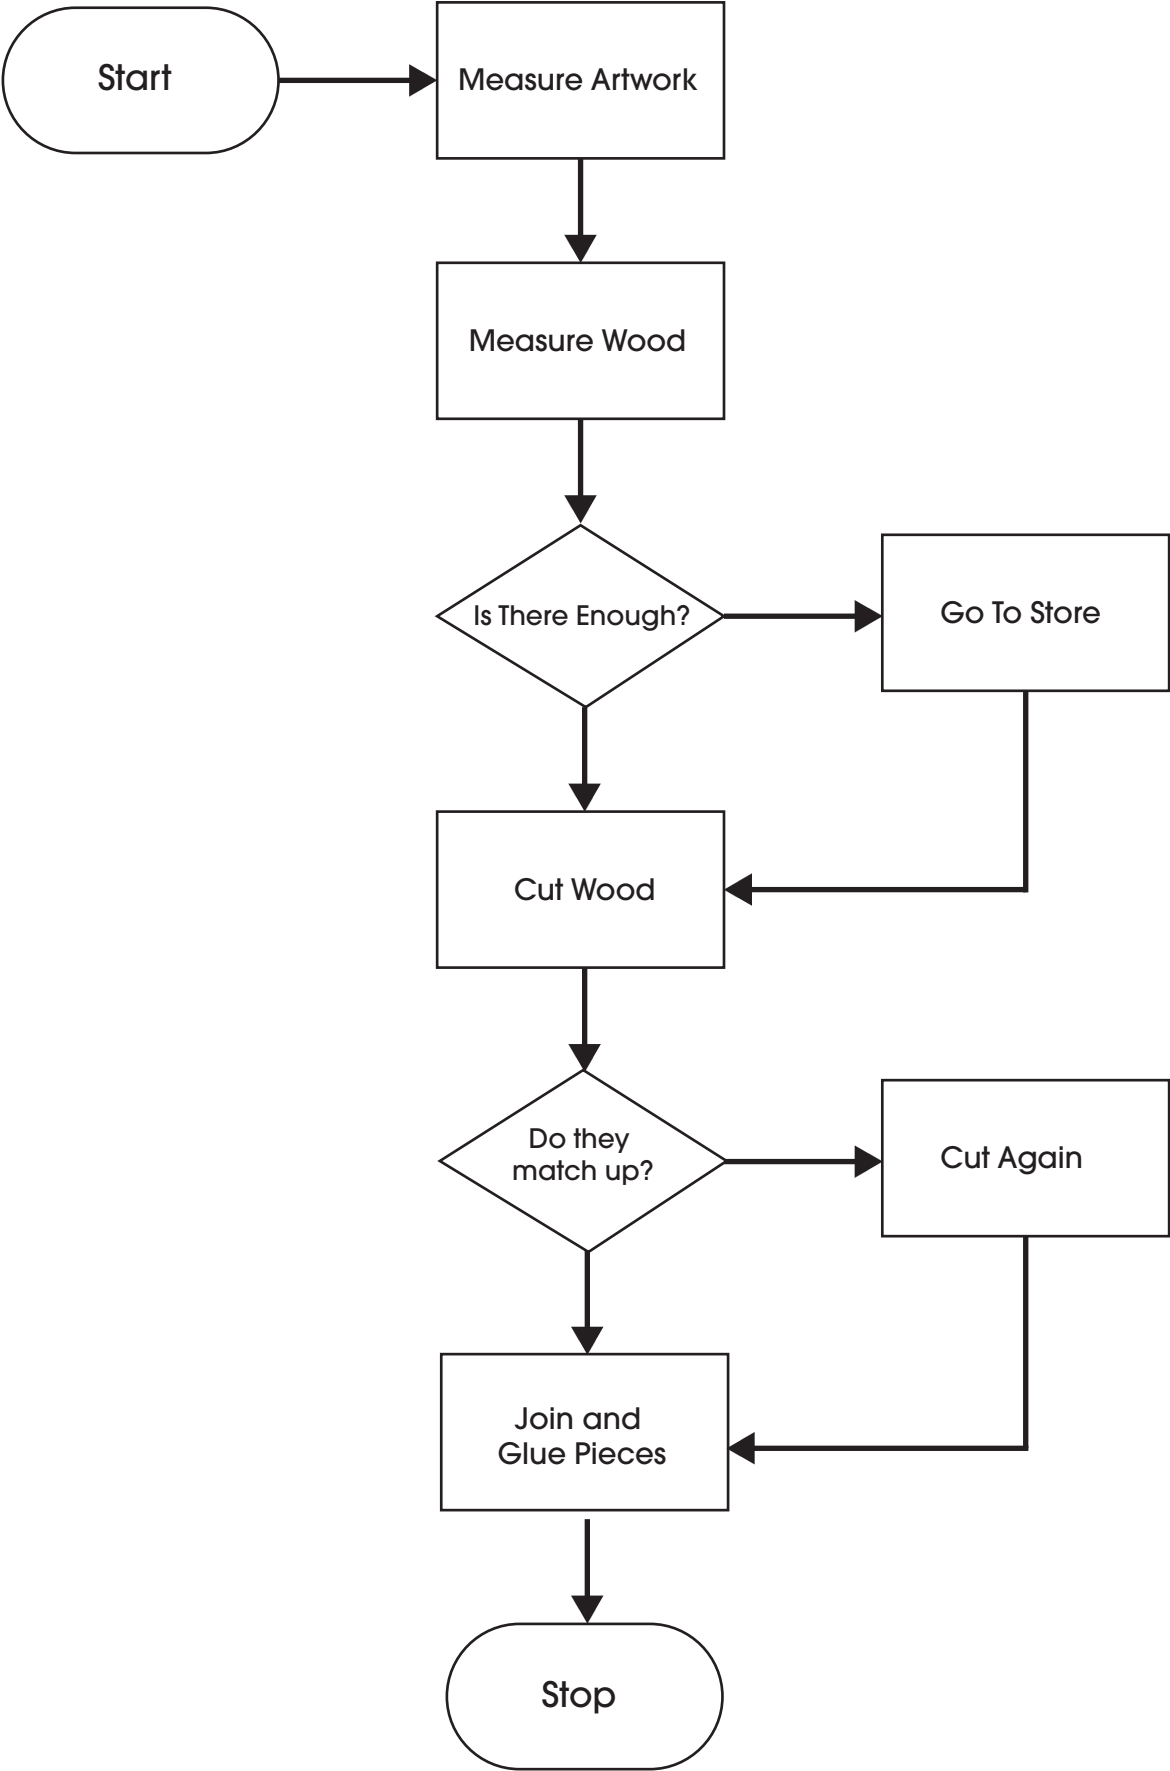 Start
Measure Artwork
Measure Wood
Is There Enough?
Go To Store
Cut Wood
Do they
match up?
Cut Again
Join and
Glue Pieces
Stop